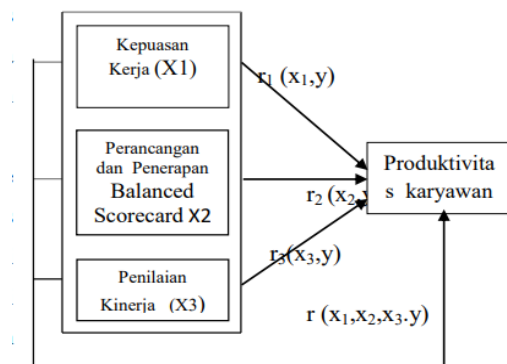 Kepuasan
Kerja (X1)
r1 (x1,y)
Perancangan
dan Penerapan
Balanced
Scorecard X2
Produktivita
s karyawan
r2 (x2,y
r3(x3,y)
Penilaian
Kinerja (X3)
r (x1,x2,x3.y)